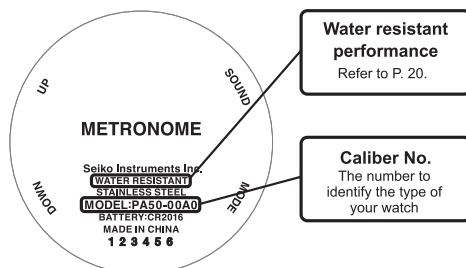 UP
SOUND
METRONOME
Seiko Instruments Inc.
WATER RESISTANT
STAINLESS STEEL
DOWN
MODE
MODEL:PA50-00A0
BATTERY:CR2016
MADE IN CHINA
1 2 3 4 5 6
Water resistant
performance
Refer to P. 20.
Caliber No.
The number to
identify the type of
your watch